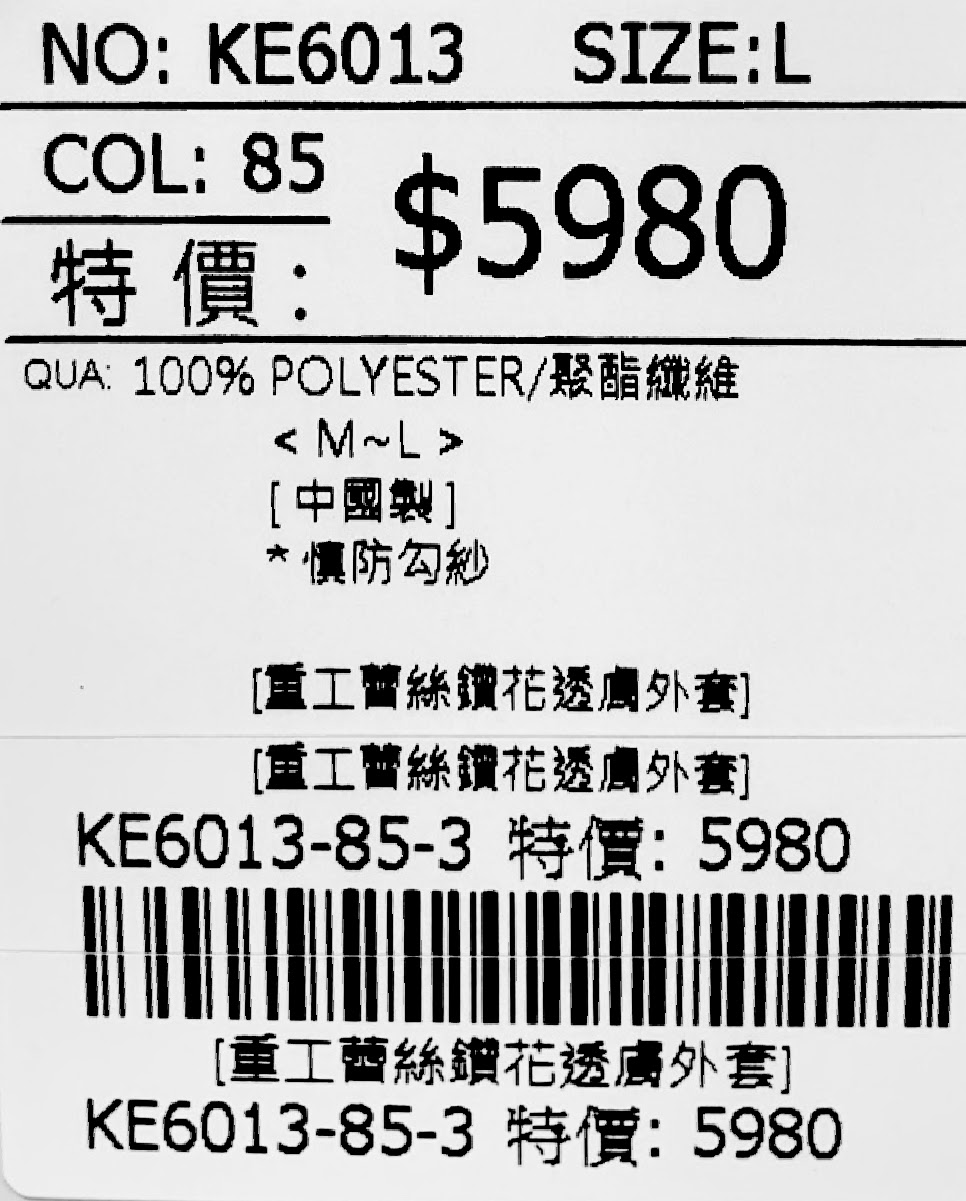 NO: KE6013 SIZE:L
COL: 85
$5980
特 價 :
QUA: 100% POLYESTER/聚酯纖維
< M~L >
[ 中國製 ]
* 慎防勾紗
[重工蕾絲鑽花透膚外套]
[重工蕾絲鑽花透膚外套]
KE6013-85-3 特價: 5980
[重工蕾絲鑽花透膚外套]
KE6013-85-3 特價: 5980